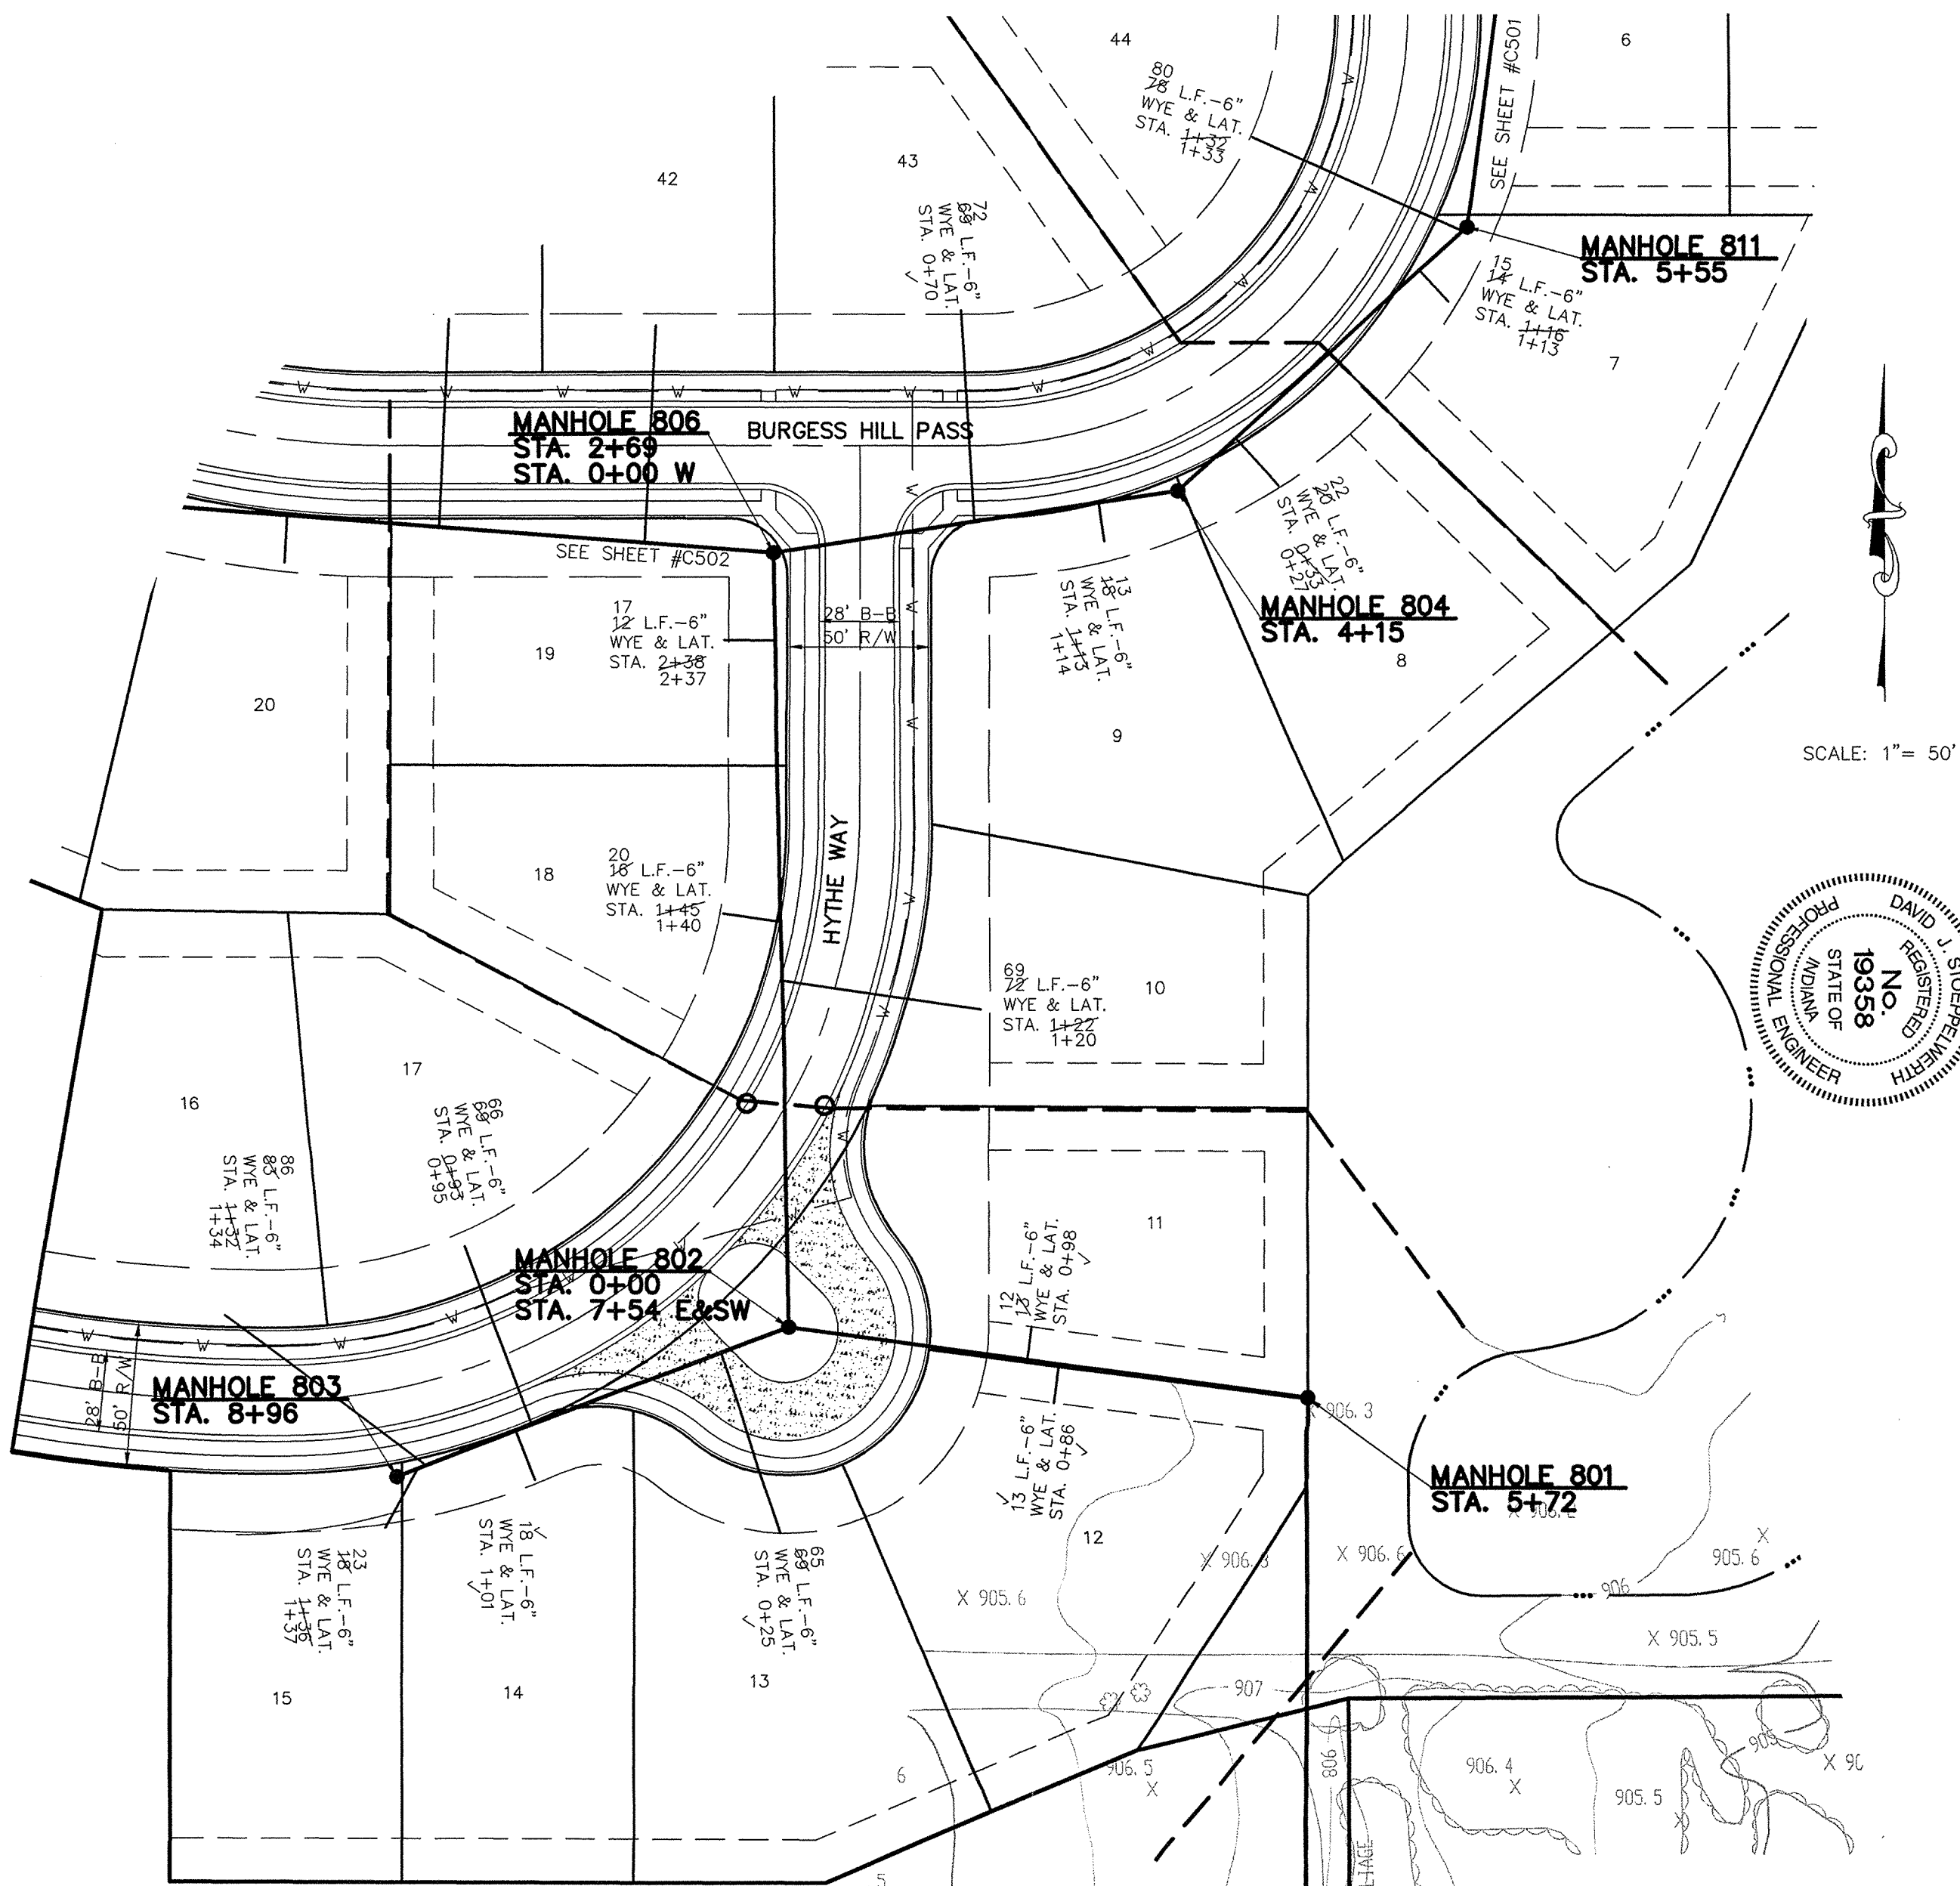 44
6
80
78 L.F.-6"
WYE & LAT.
STA. 1+32
1+33
SEE SHEET #C501
43
42
72
69 L.F.-6"
WYE & LAT.
STA. 0+70
MANHOLE 811
STA. 5+55
15
14 L.F.-6"
WYE & LAT.
STA. 1+16
1+13
7
W W W W W W W W W W W
MANHOLE 806
STA. 2+69
STA. 0+00 W
BURGESS HILL PASS
SEE SHEET #C502
22
20 L.F.-6"
WYE & LAT.
STA. 0+33
0+27
13
18 L.F.-6"
WYE & LAT.
STA. 1+13
1+14
MANHOLE 804
STA. 4+15
8
17
12 L.F.-6"
WYE & LAT.
STA. 2+38
2+37
28' B-B
50' R/W
19
20
9
SCALE: 1"= 50'
HYTHE WAY
20
16 L.F.-6"
WYE & LAT.
STA. 1+45
1+40
18
69
72 L.F.-6"
WYE & LAT.
STA. 1+22
1+20
10
DAVID J. STOEPPELWERTH
REGISTERED
No.
19358
STATE OF
INDIANA
PROFESSIONAL ENGINEER
17
16
66
69 L.F.-6"
WYE & LAT.
STA. 0+93
0+95
86
83 L.F.-6"
WYE & LAT.
STA. 1+32
1+34
11
12
13 L.F.-6"
WYE & LAT.
STA. 0+98
MANHOLE 802
STA. 0+00
STA. 7+54 E&SW
28' B-B
50' R/W
MANHOLE 803
STA. 8+96
13 L.F.-6"
WYE & LAT.
STA. 0+86
X 906.3
MANHOLE 801
STA. 5+72
12
23
18 L.F.-6"
WYE & LAT.
STA. 1+36
1+37
18 L.F.-6"
WYE & LAT.
STA. 1+01
65
69 L.F.-6"
WYE & LAT.
STA. 0+25
X 906.6
X
905.6
906
X 905.6
X 905.5
15
14
13
907
6
906.5
X
908
906.4
X
905.5
X
905
5